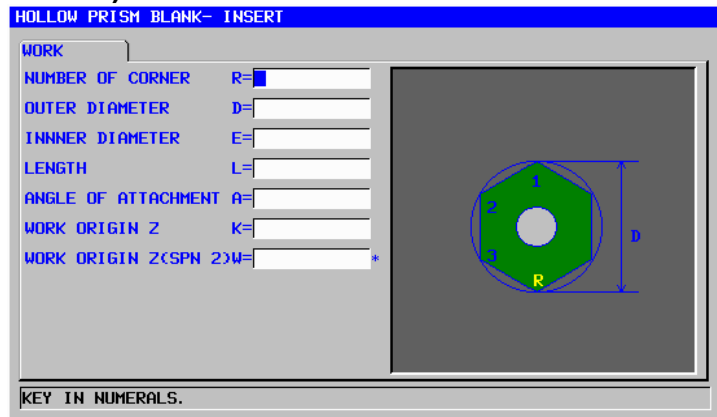 HOLLOW PRISM BLANK- INSERT
WORK
NUMBER OF CORNER R=
OUTER DIAMETER D=
INNNER DIAMETER E=
LENGTH L=
ANGLE OF ATTACHMENT A=
WORK ORIGIN Z K=
WORK ORIGIN Z(SPN 2)W= *
1
2
3
R
D
KEY IN NUMERALS.